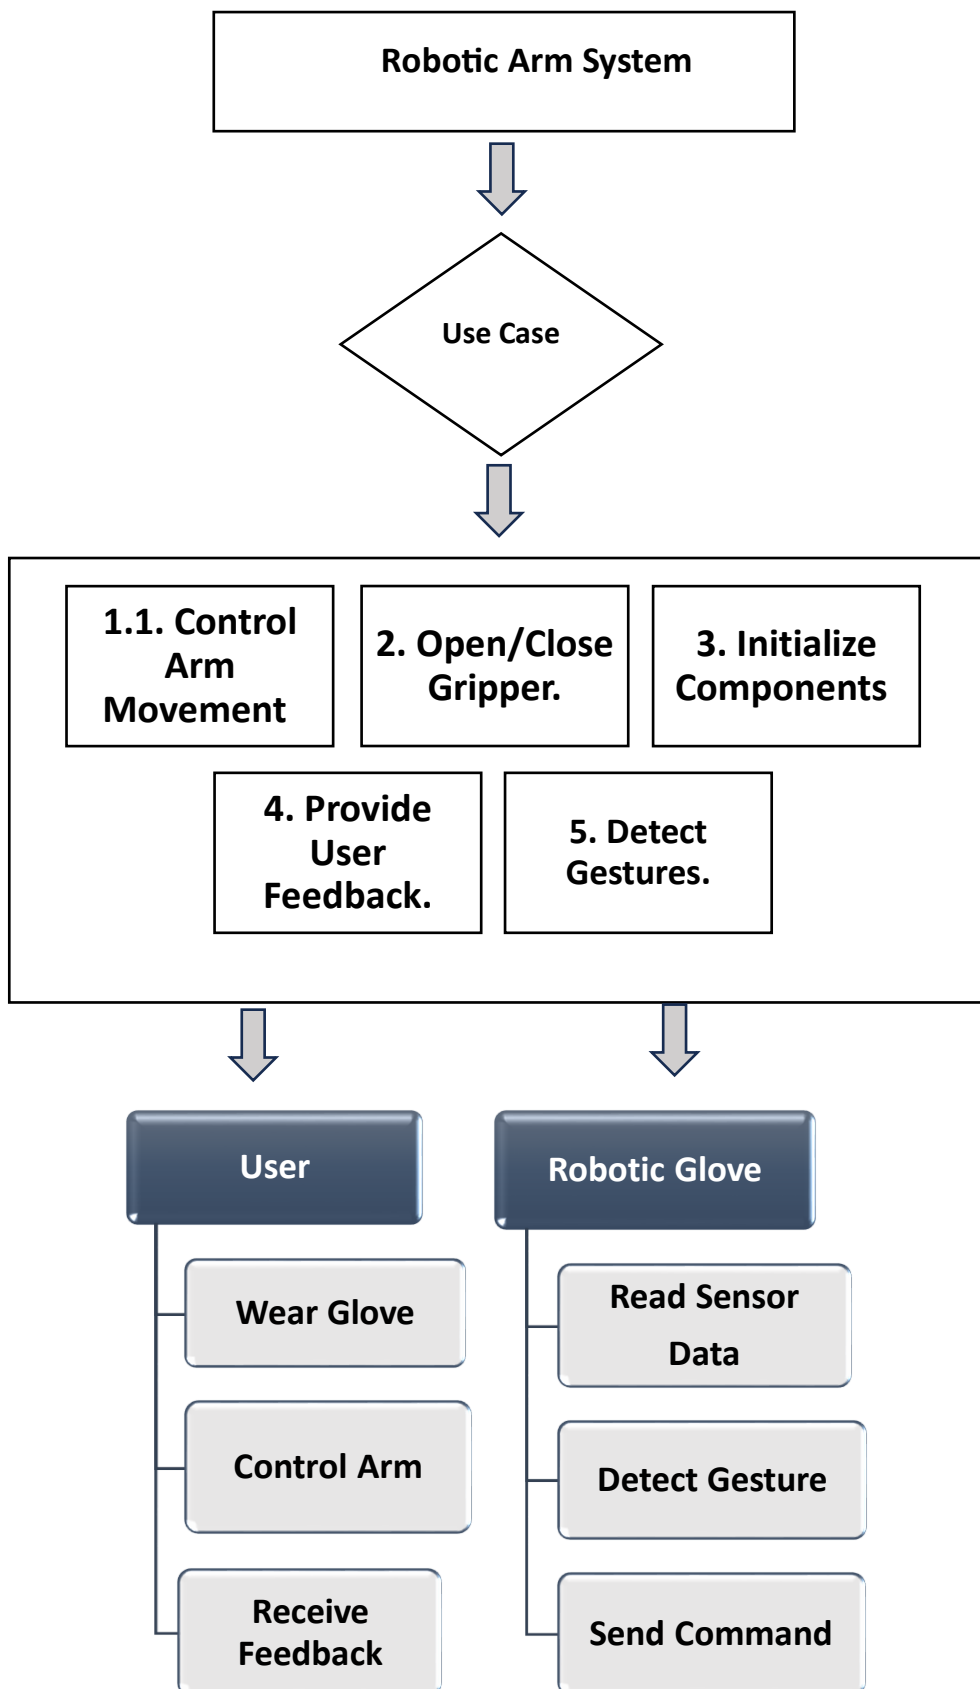 Robotic Arm System
Use Case
1.1. Control
Arm
Movement
2. Open/Close
Gripper.
3. Initialize
Components
4. Provide
User
Feedback.
5. Detect
Gestures.
User
Wear Glove
Control Arm
Receive
Feedback
Robotic Glove
Read Sensor
Data
Detect Gesture
Send Command